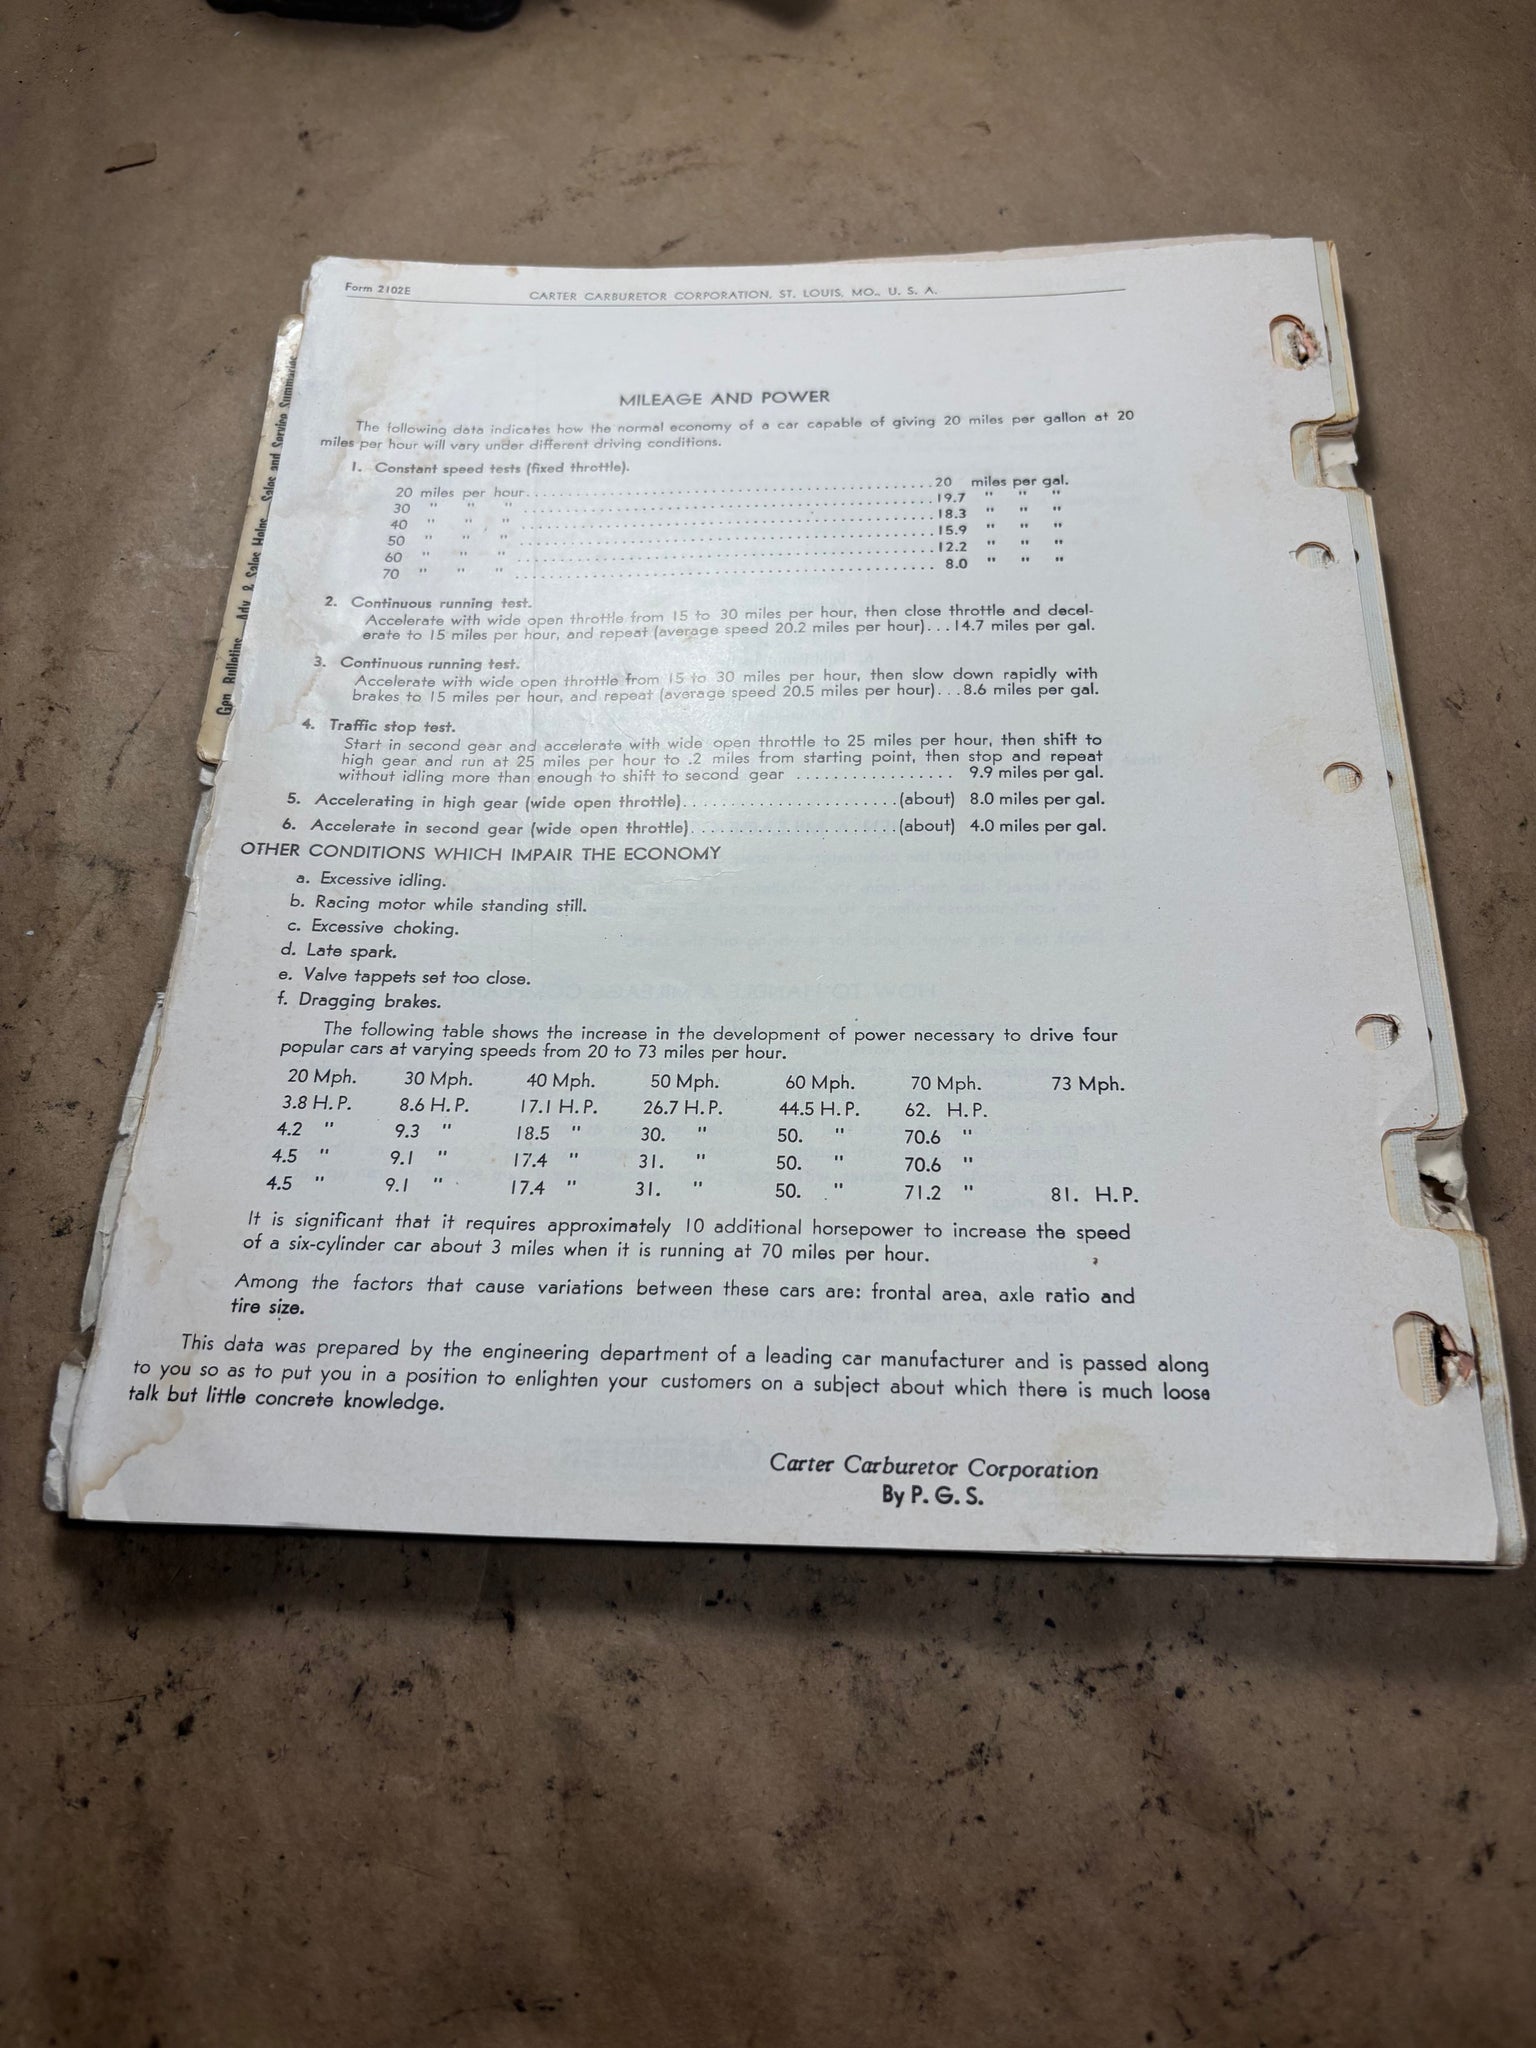 Form 2102E
CARTER CARBURETOR CORPORATION, ST. LOUIS, MO., U. S. A.
MILEAGE AND POWER
The following data indicates how the normal economy of a car capable of giving 20 miles per gallon at 20
miles per hour will vary under different driving conditions.
1. Constant speed tests (fixed throttle).
20 miles per hour........................................20 miles per gal.
30 " " " ........................................19.7 " " "
40 " " " ........................................18.3 " " "
50 " " " ........................................15.9 " " "
60 " " " ........................................12.2 " " "
70 " " " ........................................ 8.0 " " "
2. Continuous running test.
Accelerate with wide open throttle from 15 to 30 miles per hour, then close throttle and decel-
erate to 15 miles per hour, and repeat (average speed 20.2 miles per hour)...14.7 miles per gal.
3. Continuous running test.
Accelerate with wide open throttle from 15 to 30 miles per hour, then slow down rapidly with
brakes to 15 miles per hour, and repeat (average speed 20.5 miles per hour)...8.6 miles per gal.
4. Traffic stop test.
Start in second gear and accelerate with wide open throttle to 25 miles per hour, then shift to
high gear and run at 25 miles per hour to .2 miles from starting point, then stop and repeat
without idling more than enough to shift to second gear ................. 9.9 miles per gal.
5. Accelerating in high gear (wide open throttle).......................(about) 8.0 miles per gal.
6. Accelerate in second gear (wide open throttle)......................(about) 4.0 miles per gal.
OTHER CONDITIONS WHICH IMPAIR THE ECONOMY
a. Excessive idling.
b. Racing motor while standing still.
c. Excessive choking.
d. Late spark.
e. Valve tappets set too close.
f. Dragging brakes.
The following table shows the increase in the development of power necessary to drive four
popular cars at varying speeds from 20 to 73 miles per hour.
20 Mph. 30 Mph. 40 Mph. 50 Mph. 60 Mph. 70 Mph. 73 Mph.
3.8 H. P. 8.6 H. P. 17.1 H. P. 26.7 H. P. 44.5 H. P. 62. H. P.
4.2 " 9.3 " 18.5 " 30. " 50. " 70.6 "
4.5 " 9.1 " 17.4 " 31. " 50. " 70.6 "
4.5 " 9.1 " 17.4 " 31. " 50. " 71.2 " 81. H. P.
It is significant that it requires approximately 10 additional horsepower to increase the speed
of a six-cylinder car about 3 miles when it is running at 70 miles per hour.
Among the factors that cause variations between these cars are: frontal area, axle ratio and
tire size.
This data was prepared by the engineering department of a leading car manufacturer and is passed along
to you so as to put you in a position to enlighten your customers on a subject about which there is much loose
talk but little concrete knowledge.
Carter Carburetor Corporation
By P. G. S.
Gen. Bulletins Adv. & Sales Helps Sales and Service Summaries